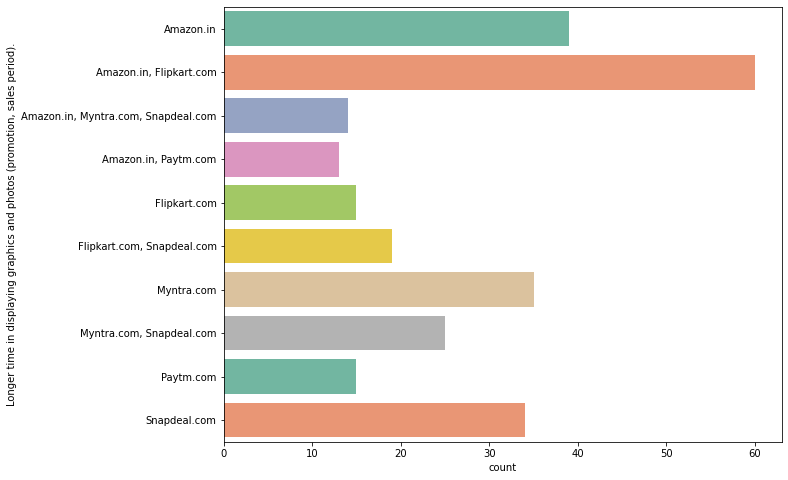 Longer time in displaying graphics and photos (promotion, sales period).
Amazon.in
Amazon.in, Flipkart.com
Amazon.in, Myntra.com, Snapdeal.com
Amazon.in, Paytm.com
Flipkart.com
Flipkart.com, Snapdeal.com
Myntra.com
Myntra.com, Snapdeal.com
Paytm.com
Snapdeal.com
0 10 20 30 40 50 60
count